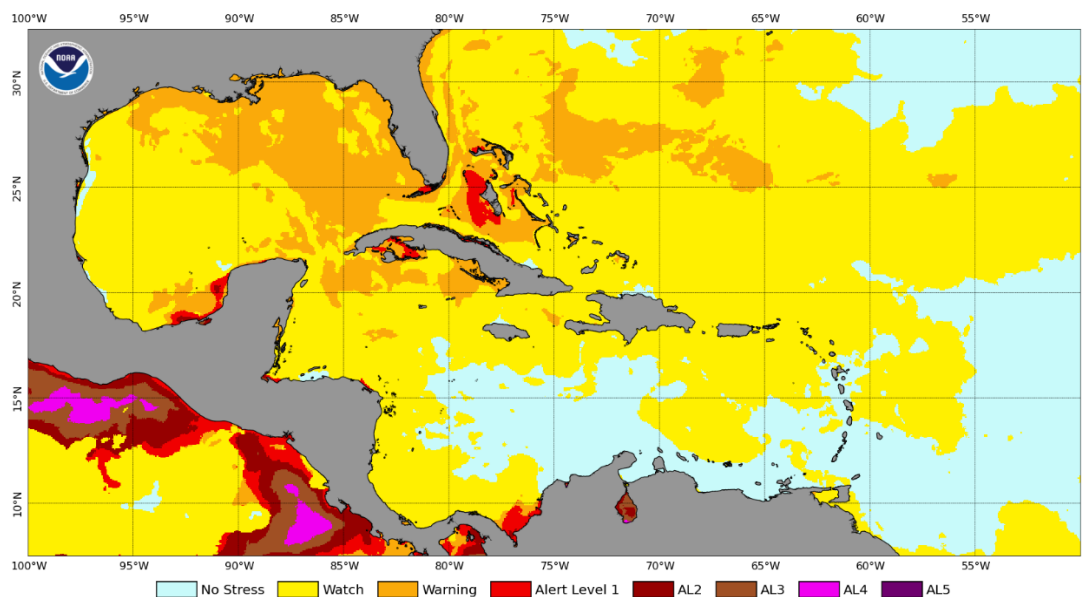 100°W 95°W 90°W 85°W 80°W 75°W 70°W 65°W 60°W 55°W
NOAA
30°N
25°N
20°N
15°N
10°N
100°W 95°W 90°W 85°W 80°W 75°W 70°W 65°W 60°W 55°W
No Stress Watch Warning Alert Level 1 AL2 AL3 AL4 AL5